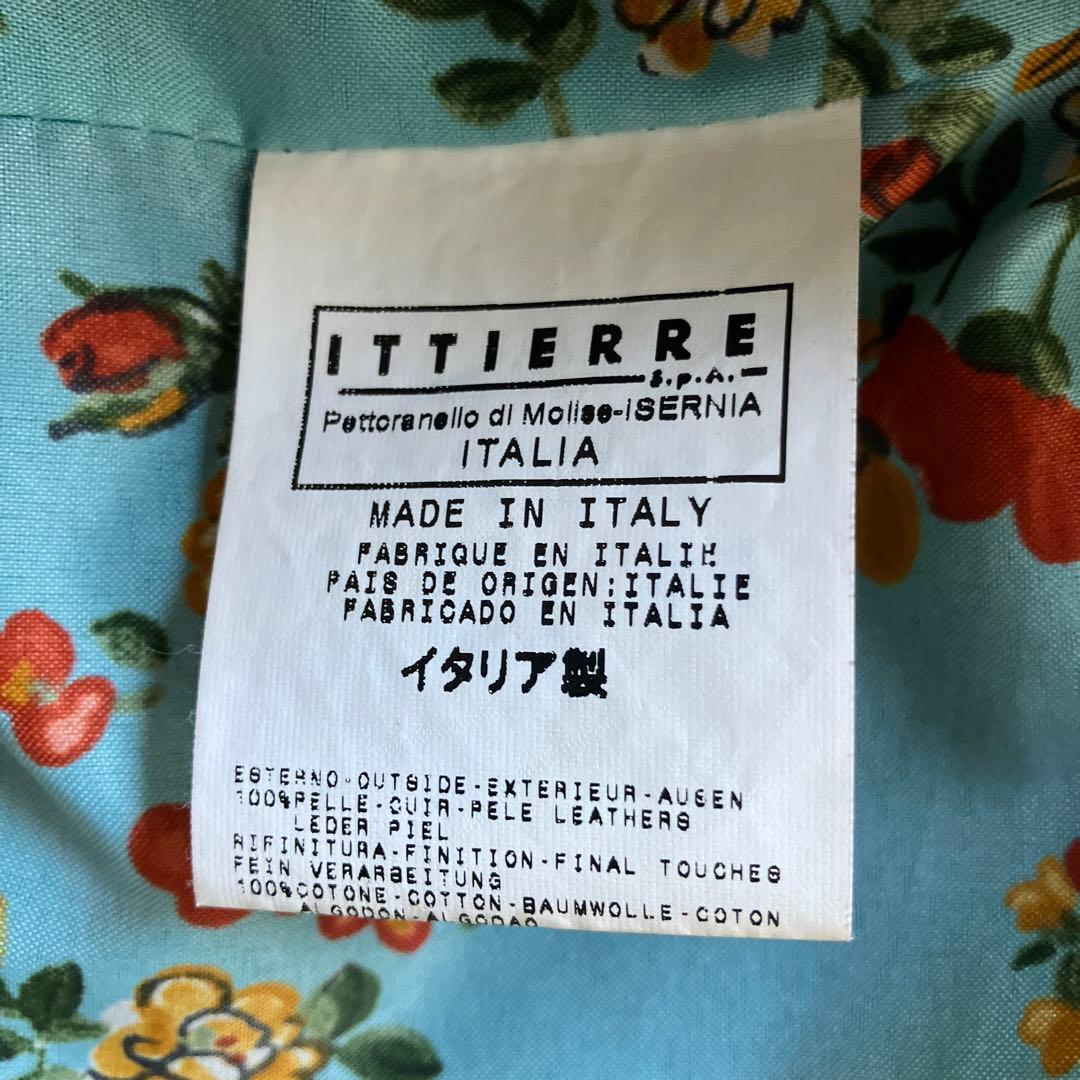 ITTIERRE
S.p.A.
Pettoranello di Molise-ISERNIA
ITALIA
MADE IN ITALY
FABRIQUE EN ITALIE
PAIS DE ORIGEN:ITALIE
FABRICADO EN ITALIA
イタリア製
ESTERNO-OUTSIDE-EXTERIEUR-AUSEN
100%PELLE-CUIR-PELE LEATHERS
LEDER PIEL
RIFINITURA-FINITION-FINAL TOUCHES
FEIN VERARBEITUNG
100%COTONE-COTTON-BAUMWOLLE-COTON
ALGODON-ALGODAO